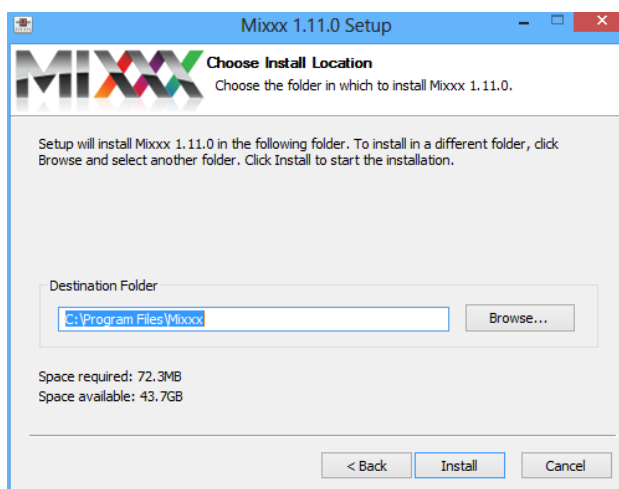 Mixxx 1.11.0 Setup
MIXXX
Choose Install Location
Choose the folder in which to install Mixxx 1.11.0.
Setup will install Mixxx 1.11.0 in the following folder. To install in a different folder, click
Browse and select another folder. Click Install to start the installation.
Destination Folder
C:\Program Files\Mixxx
Browse...
Space required: 72.3MB
Space available: 43.7GB
< Back
Install
Cancel